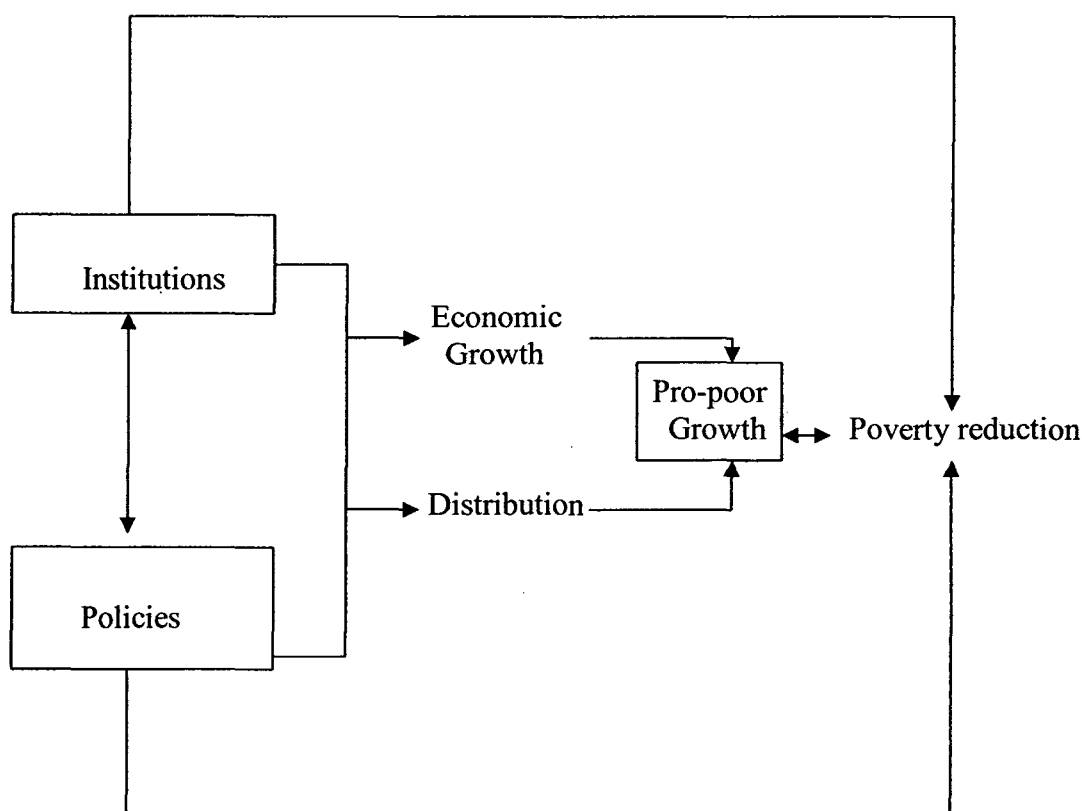 Institutions
Economic
Growth
Pro-poor
Growth
Poverty reduction
Distribution
Policies